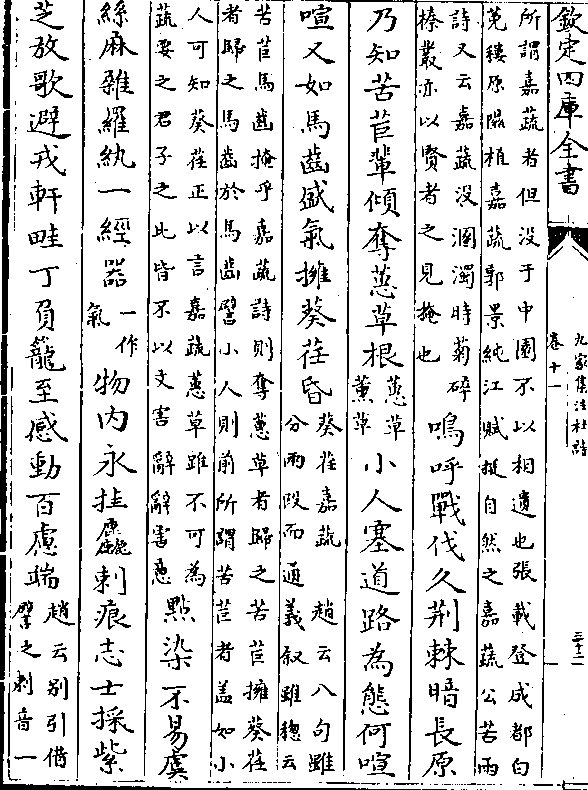 欽定四庫全書
九家集注杜詩
卷十一
三十二
所謂嘉蔬者但没于中園不以相遺也張載登成都白
莵樓原隰植嘉蔬郭景純江賦挺自然之嘉蔬公苦雨
詩又云嘉蔬没溷濁時菊碎
榛叢亦以賢者之見掩也
嗚呼戰伐久荆棘暗長原
乃知苦苣輩傾奪蕙草根
蕙草
薰草
小人塞道路為態何喧
喧又如馬齒盛氣擁葵荏昏
葵荏嘉蔬 趙云八句雖
分兩段而通義叙雖緫云
苦苣馬齒掩乎嘉蔬詩則奪蕙草者歸之苦苣擁葵荏
者歸之馬齒於馬齒譬小人則前所謂苦苣者盖如小
人可知葵荏正以言嘉蔬蕙草雖不可為
蔬要之君子之此皆不以文害辭辭害意
點染不易虞
絲麻雜羅紈一經器
一作
氣
物内永挂麤刺痕志士採紫
芝放歌避戎軒畦丁負籠至感動百慮端
趙云别引借
譬之刺音一